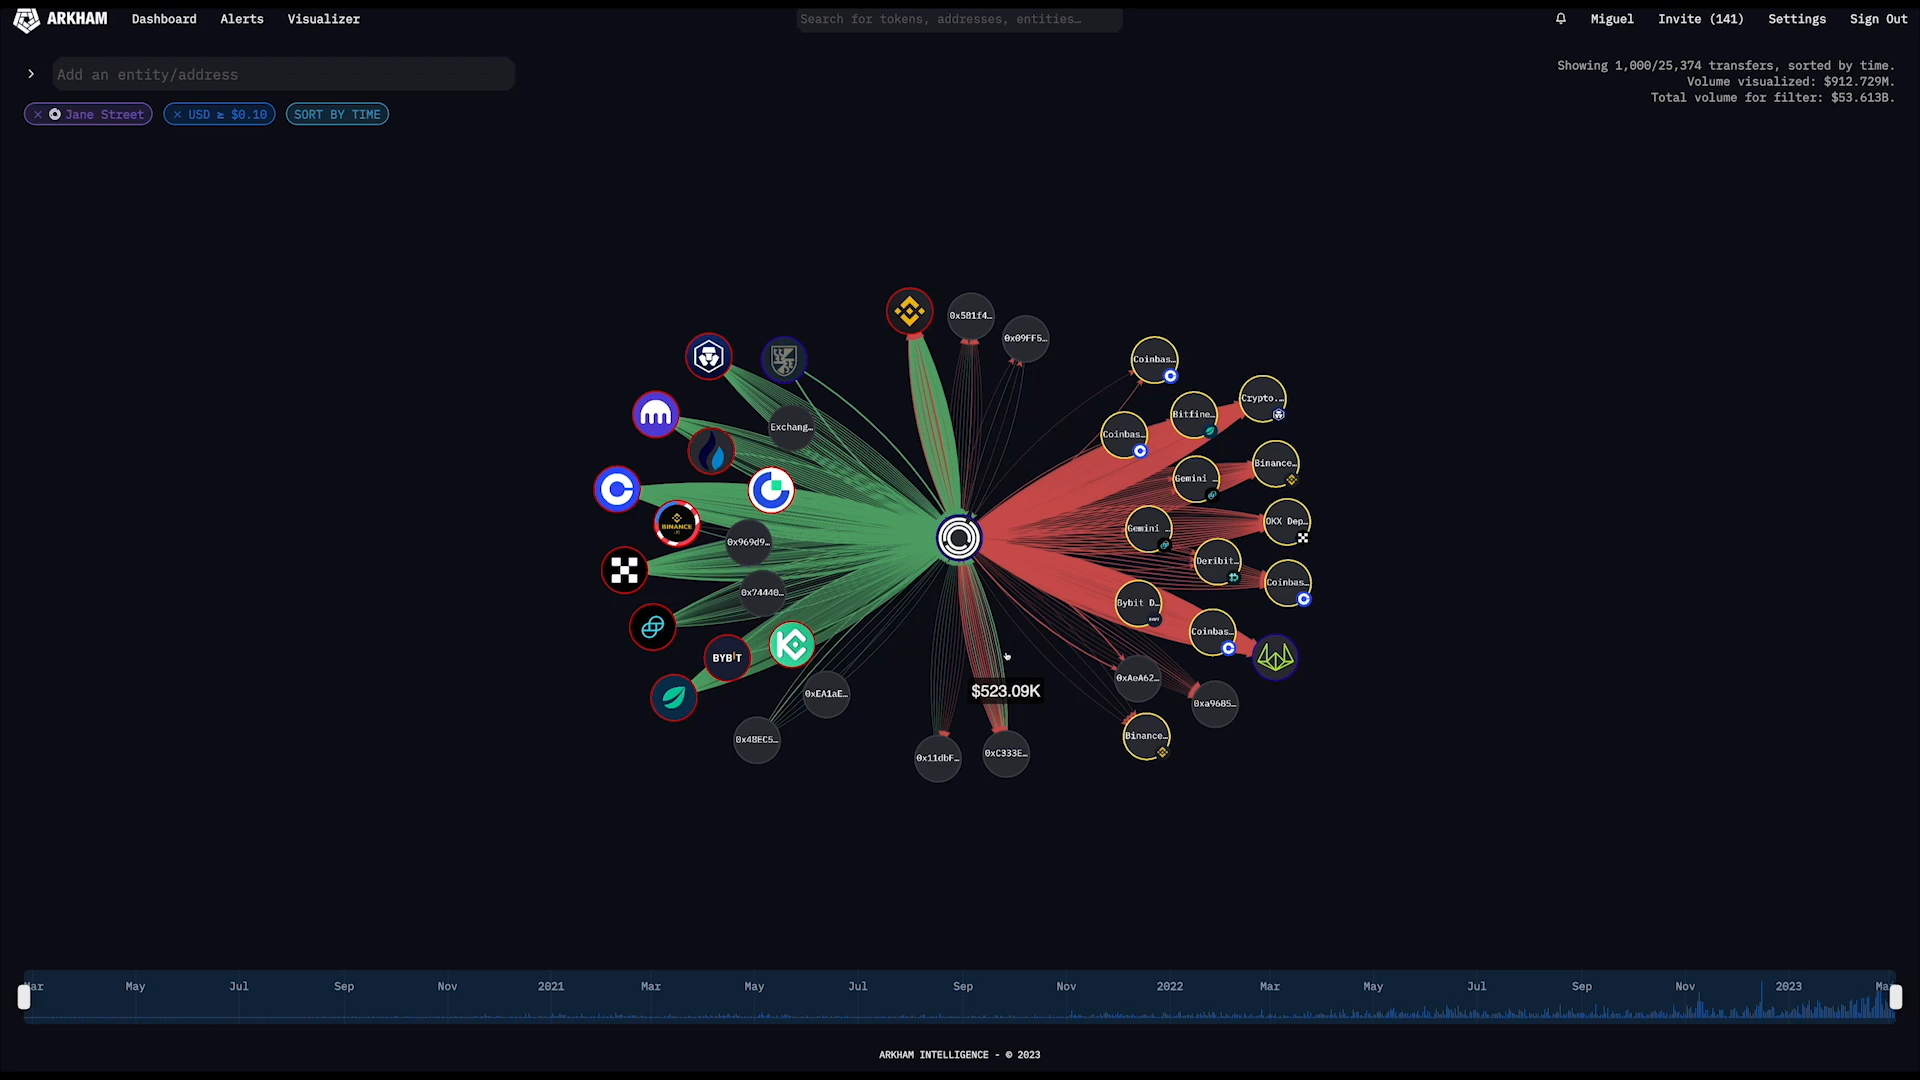 ARKHAM Dashboard Alerts Visualizer
Search for tokens, addresses, entities…
Miguel Invite (141) Settings Sign Out
Add an entity/address
Showing 1,000/25,374 transfers, sorted by time.
Volume visualized: $912.729M.
Total volume for filter: $53.613B.
× Jane Street × USD ≥ $0.10 SORT BY TIME
0x581f4…
0x09FF5…
Coinbas…
Crypto.…
Bitfine…
Exchang…
Coinbas…
Binance…
Gemini …
BINANCE
OKX Dep…
Gemini …
0x969d9…
Deribit…
Coinbas…
0x74440…
Bybit D…
Coinbas…
BYBIT
0xAeA62…
$523.09K
0xEA1aE…
0xa9685…
Binance…
0x48EC5…
0xC333E…
0x11dbF…
Mar May Jul Sep Nov 2021 Mar May Jul Sep Nov 2022 Mar May Jul Sep Nov 2023 Ma
ARKHAM INTELLIGENCE - © 2023